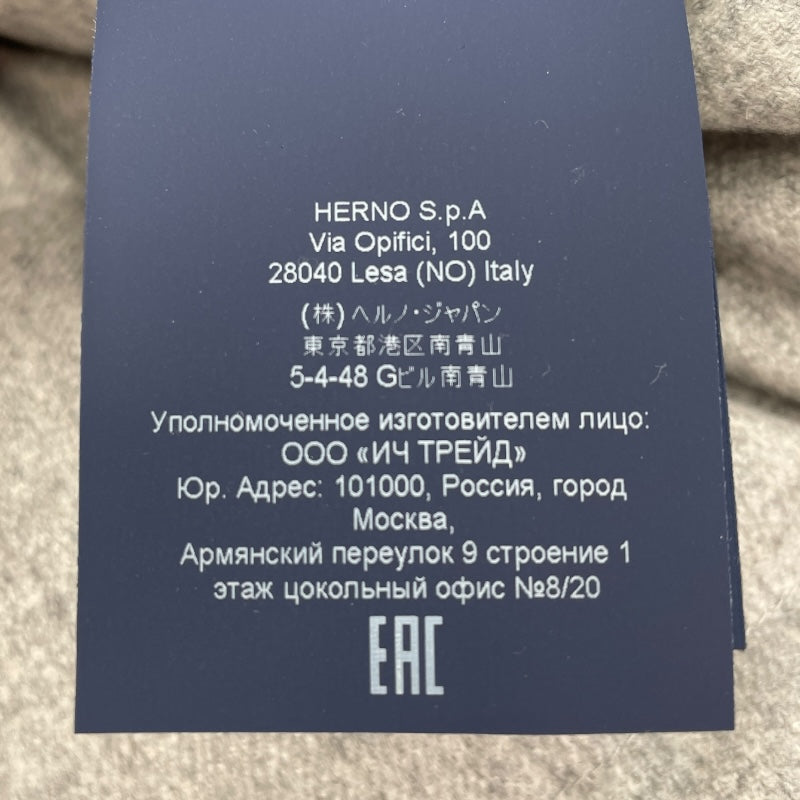 HERNO S.p.A
Via Opifici, 100
28040 Lesa (NO) Italy
(株) ヘルノ・ジャパン
東京都港区南青山
5-4-48 Gビル南青山
Уполномоченное изготовителем лицо:
ООО «ИЧ ТРЕЙД»
Юр. Адрес: 101000, Россия, город
Москва,
Армянский переулок 9 строение 1
этаж цокольный офис №8/20
EAC